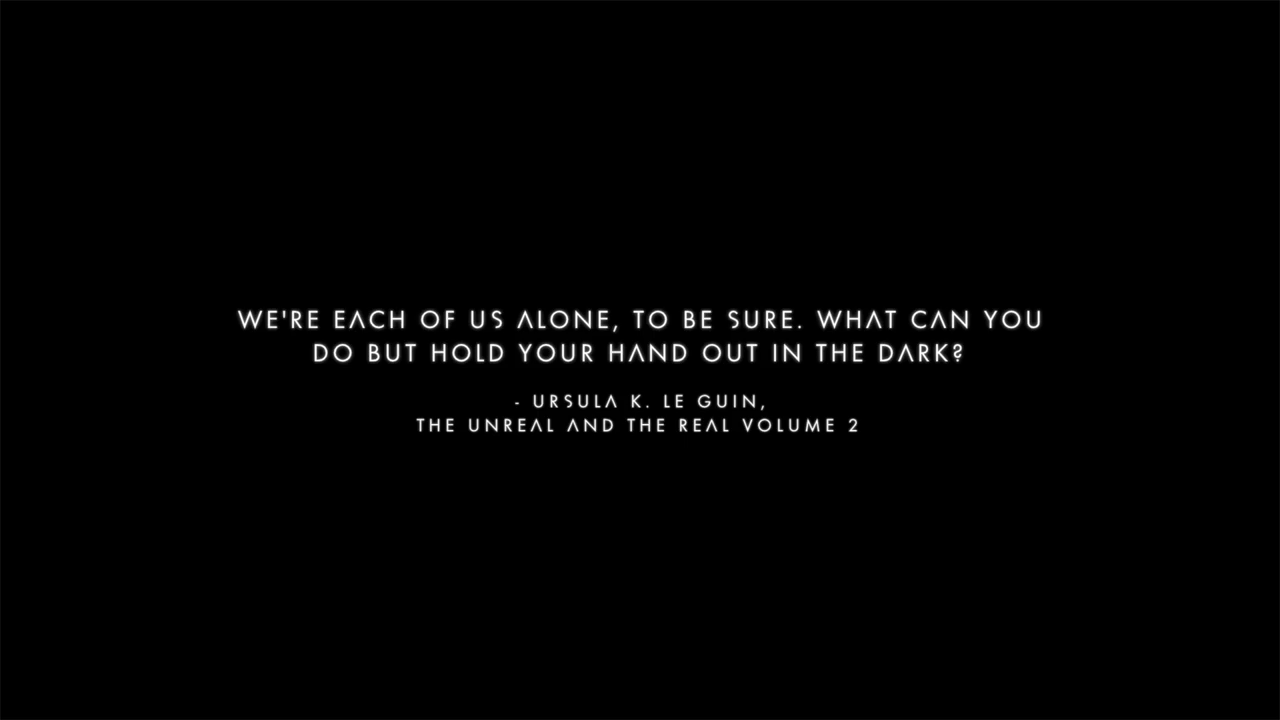 WE'RE EACH OF US ALONE, TO BE SURE. WHAT CAN YOU
DO BUT HOLD YOUR HAND OUT IN THE DARK?
- URSULA K. LE GUIN,
THE UNREAL AND THE REAL VOLUME 2